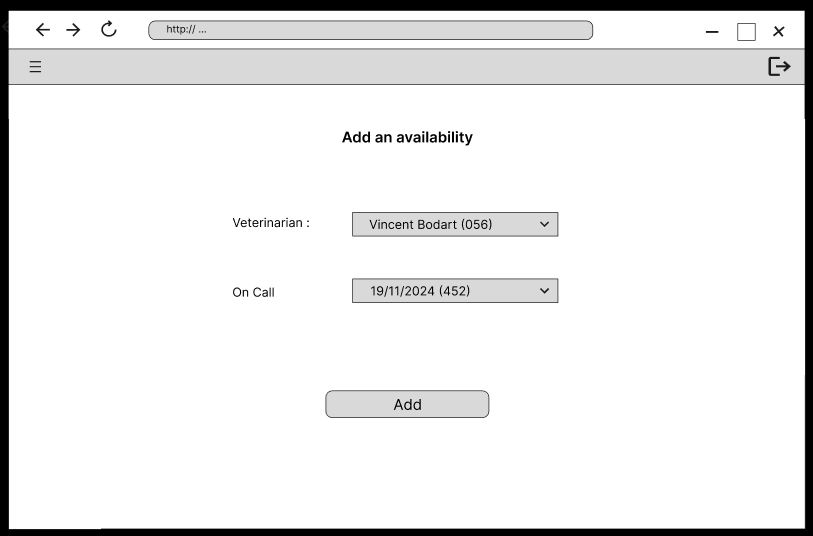 http:// ...
Add an availability
Veterinarian :
Vincent Bodart (056)
On Call
19/11/2024 (452)
Add